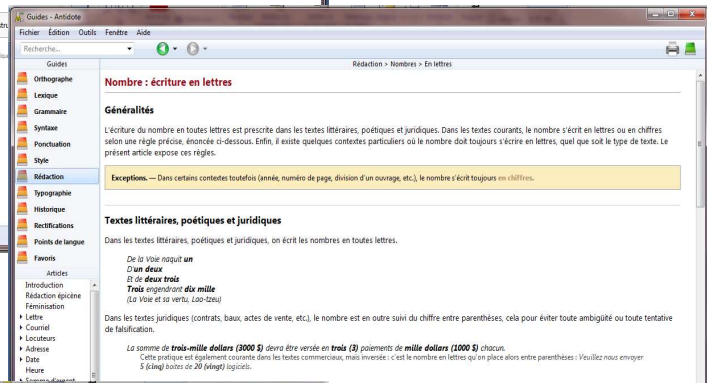 Guides - Antidote
Fichier Édition Outils Fenêtre Aide
Recherche...
Guides
Rédaction > Nombres > En lettres
Orthographe
Lexique
Grammaire
Syntaxe
Ponctuation
Style
Rédaction
Typographie
Historique
Rectifications
Points de langue
Favoris
Articles
Introduction
Rédaction épicène
Féminisation
Lettre
Courriel
Locuteurs
Adresse
Date
Heure
Somme d'argent
Nombre : écriture en lettres
Généralités
L'écriture du nombre en toutes lettres est prescrite dans les textes littéraires, poétiques et juridiques. Dans les textes courants, le nombre s'écrit en lettres ou en chiffres
selon une règle précise, énoncée ci-dessous. Enfin, il existe quelques contextes particuliers où le nombre doit toujours s'écrire en lettres, quel que soit le type de texte. Le
présent article expose ces règles.
Exceptions. — Dans certains contextes toutefois (année, numéro de page, division d'un ouvrage, etc.), le nombre s'écrit toujours en chiffres.
Textes littéraires, poétiques et juridiques
Dans les textes littéraires, poétiques et juridiques, on écrit les nombres en toutes lettres.
De la Voie naquit un
D'un deux
Et de deux trois
Trois engendrant dix mille
(La Voie et sa vertu, Lao-tzeu)
Dans les textes juridiques (contrats, baux, actes de vente, etc.), le nombre est en outre suivi du chiffre entre parenthèses, cela pour éviter toute ambigüité ou toute tentative
de falsification.
La somme de trois-mille dollars (3000 $) devra être versée en trois (3) paiements de mille dollars (1000 $) chacun.
Cette pratique est également courante dans les textes commerciaux, mais inversée : c'est le nombre en lettres qu'on place alors entre parenthèses : Veuillez nous envoyer
5 (cinq) boites de 20 (vingt) logiciels.